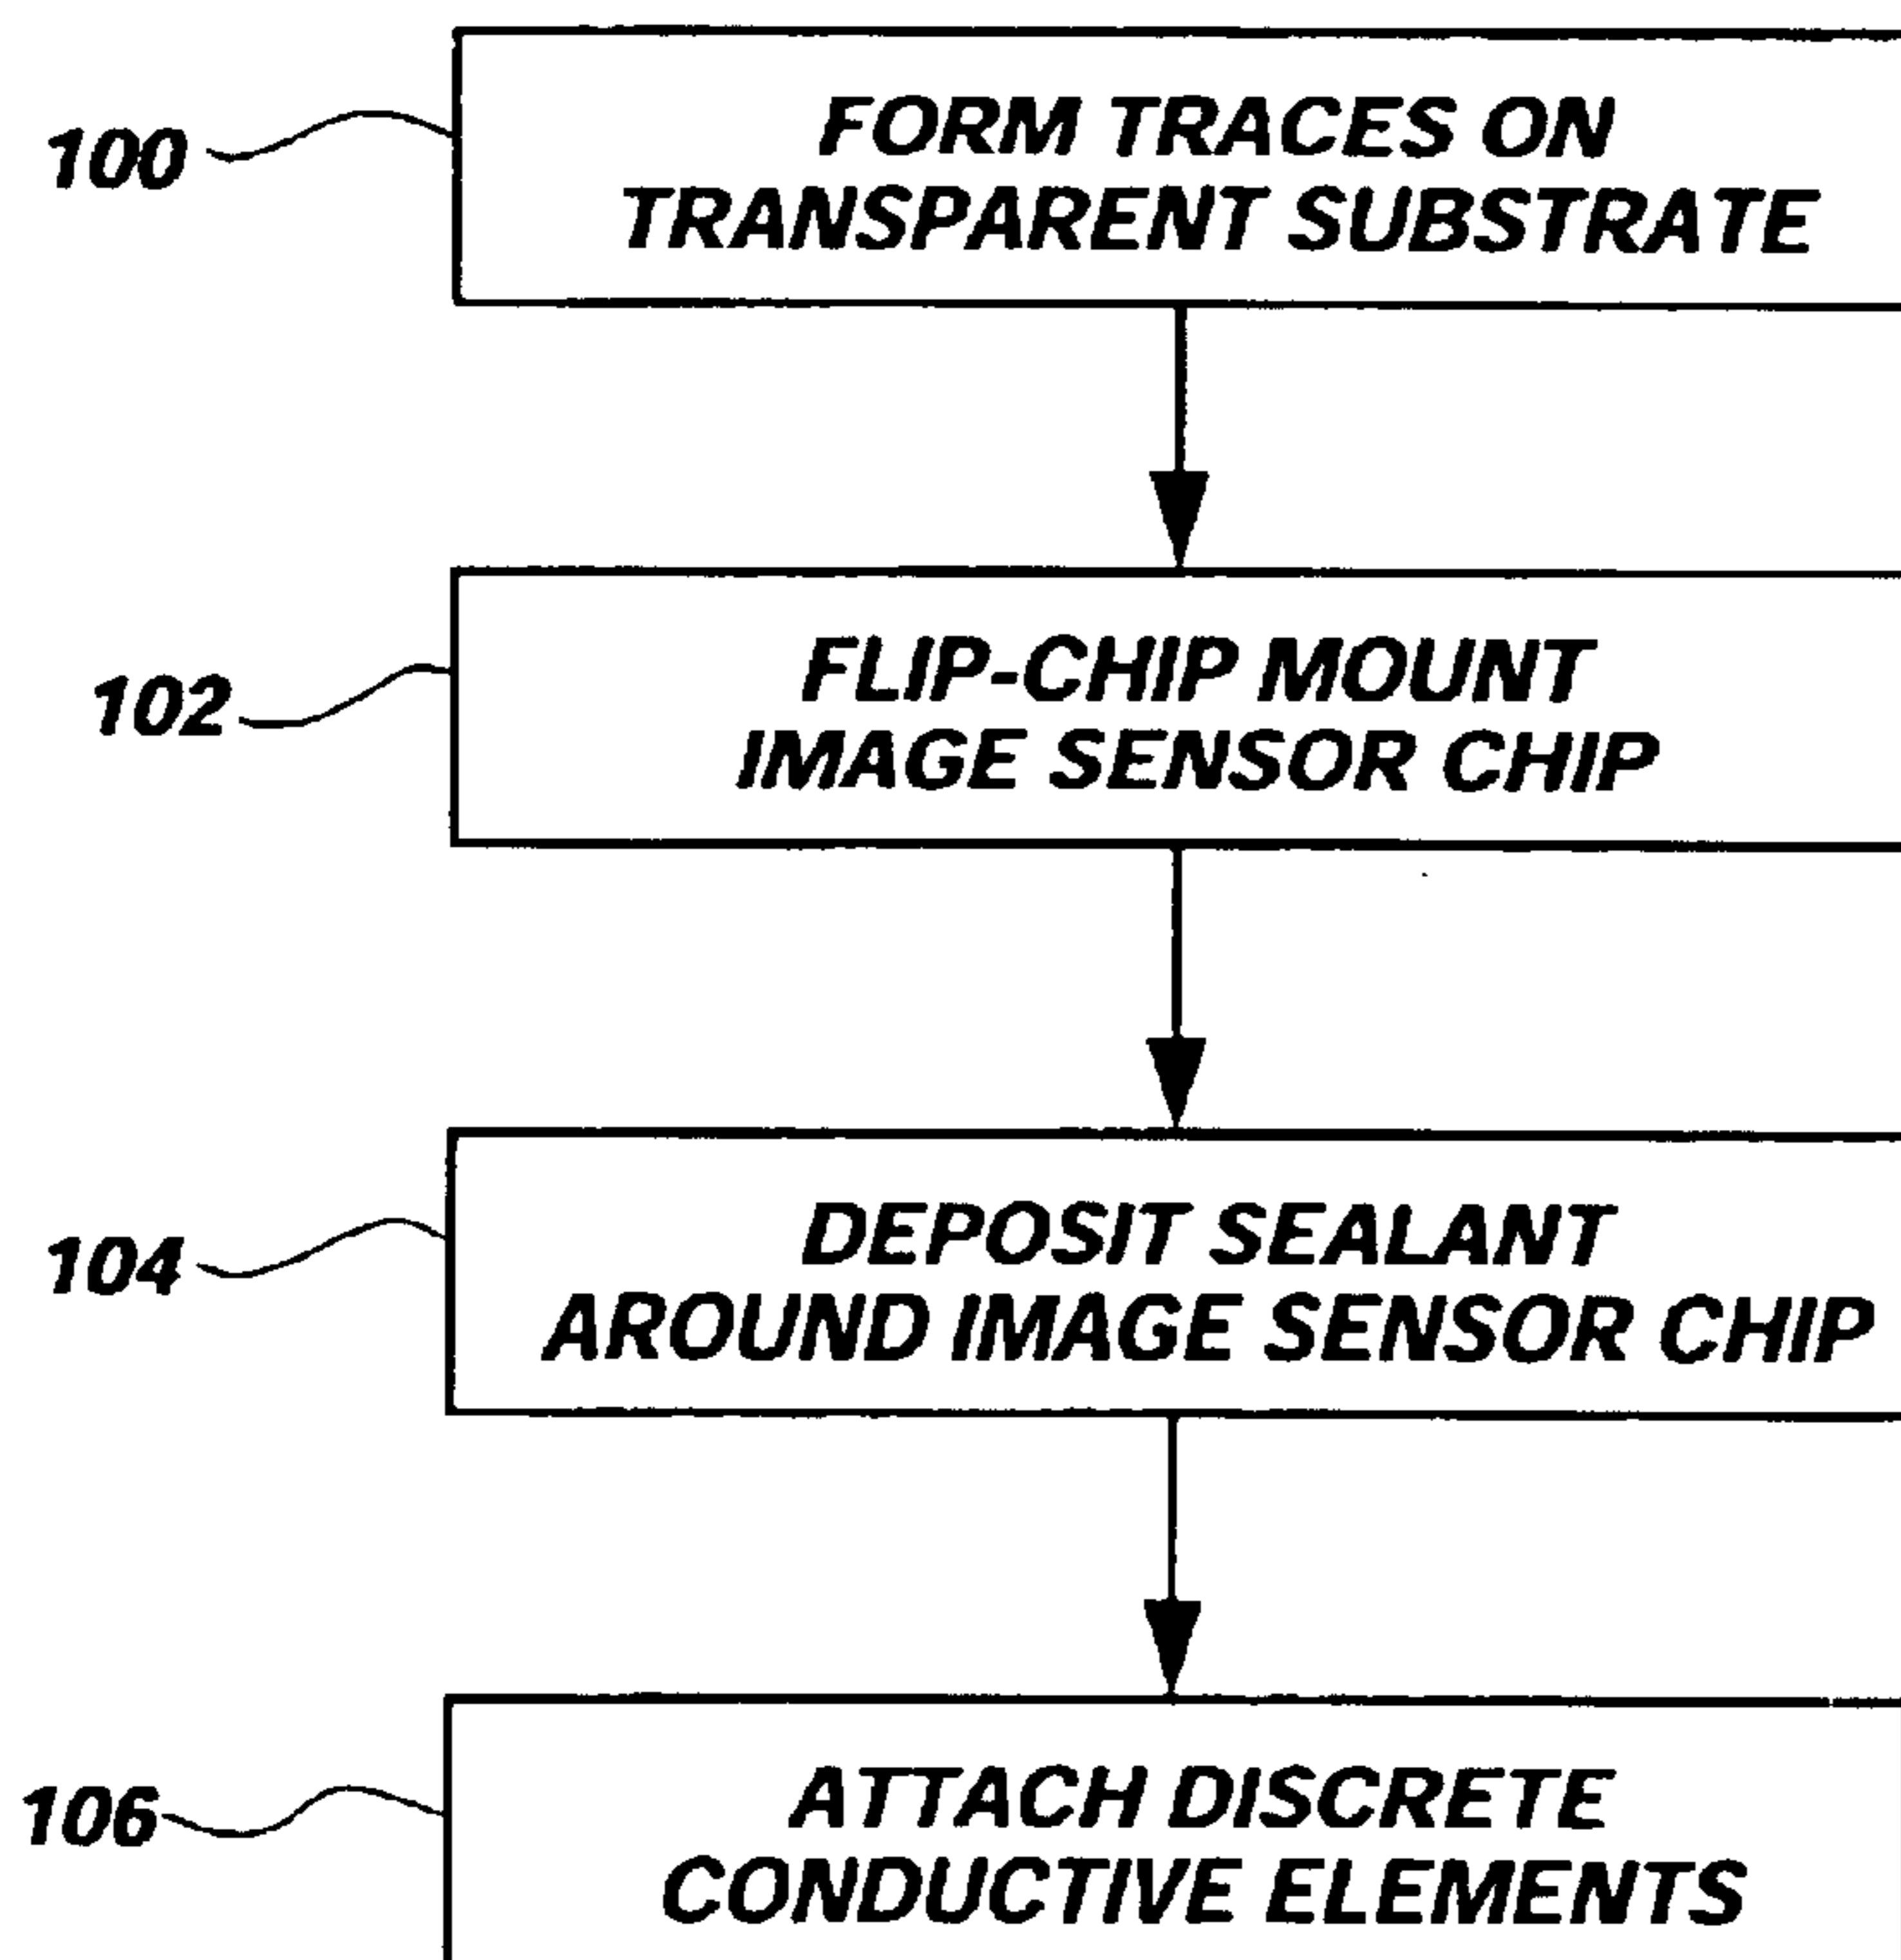 100
FORM TRACES ON
TRANSPARENT SUBSTRATE
102
FLIP-CHIP MOUNT
IMAGE SENSOR CHIP
104
DEPOSIT SEALANT
AROUND IMAGE SENSOR CHIP
106
ATTACH DISCRETE
CONDUCTIVE ELEMENTS